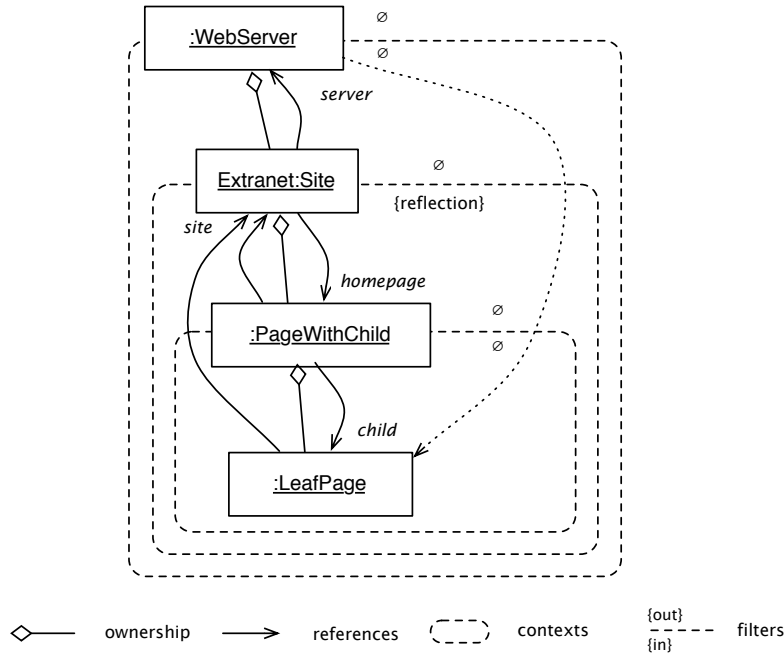 :WebServer
∅
∅
server
Extranet:Site
∅
{reflection}
site
homepage
:PageWithChild
∅
∅
child
:LeafPage
ownership
references
contexts
{out}
{in}
filters